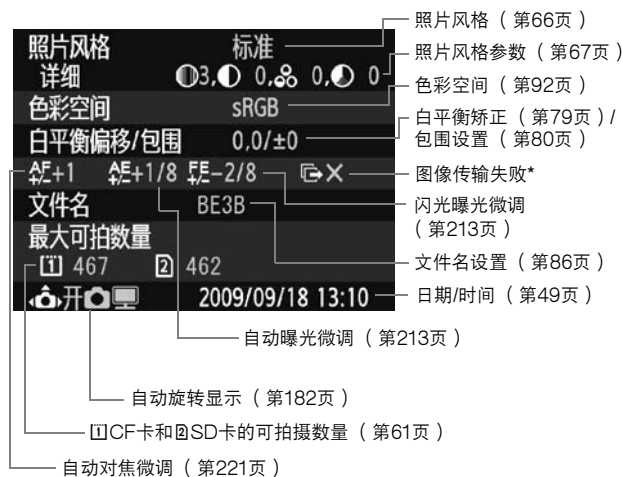 照片风格 标准
详细 3, 0, 0, 0
色彩空间 sRGB
白平衡偏移/包围 0,0/±0
AF+1 AE+1/8 FE-2/8
文件名 BE3B
最大可拍数量
[1] 467 [2] 462
开 2009/09/18 13:10
照片风格（第66页）
照片风格参数（第67页）
色彩空间（第92页）
白平衡矫正（第79页）/
包围设置（第80页）
图像传输失败*
闪光曝光微调
（第213页）
文件名设置（第86页）
日期/时间（第49页）
自动曝光微调（第213页）
自动旋转显示（第182页）
[1]CF卡和[2]SD卡的可拍摄数量（第61页）
自动对焦微调（第221页）